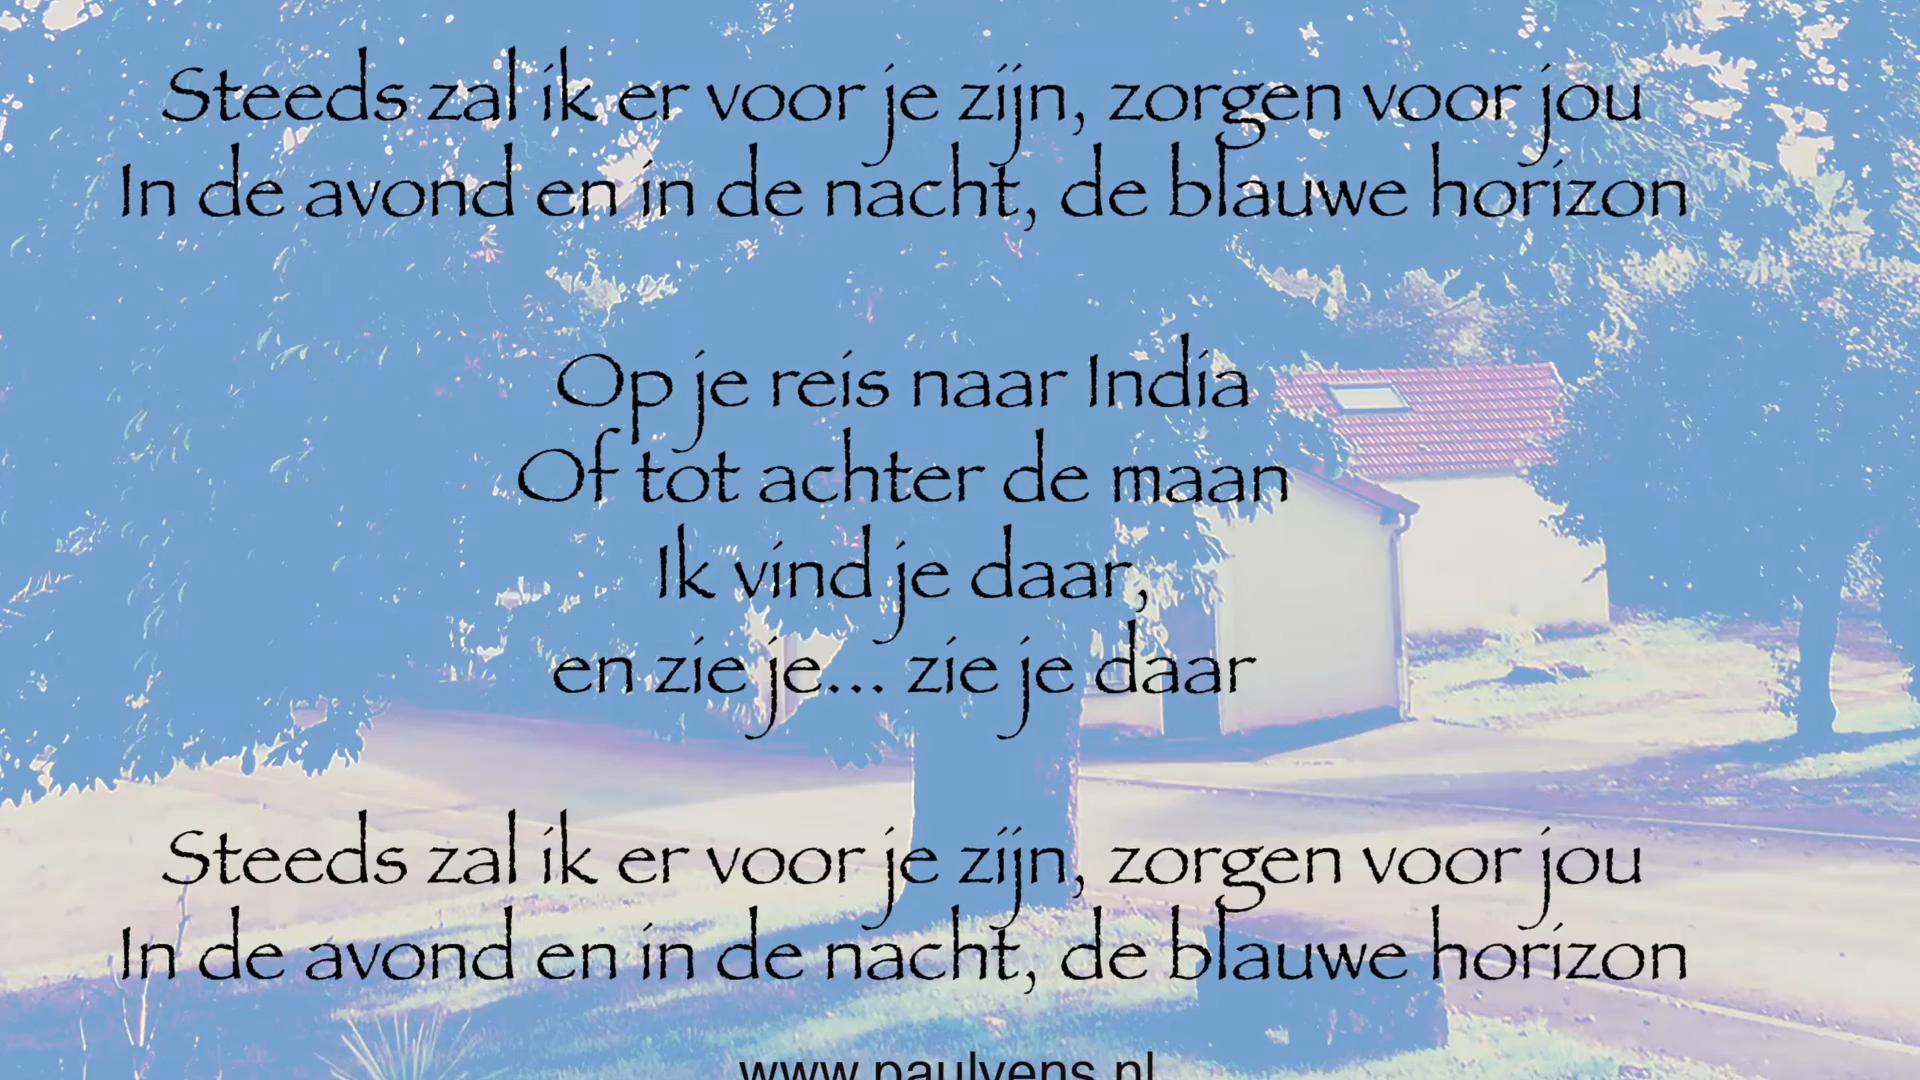 Steeds zal ik er voor je zijn, zorgen voor jou
In de avond en in de nacht, de blauwe horizon
Op je reis naar India
Of tot achter de maan
Ik vind je daar,
en zie je... zie je daar
Steeds zal ik er voor je zijn, zorgen voor jou
In de avond en in de nacht, de blauwe horizon
www.paulvens.nl